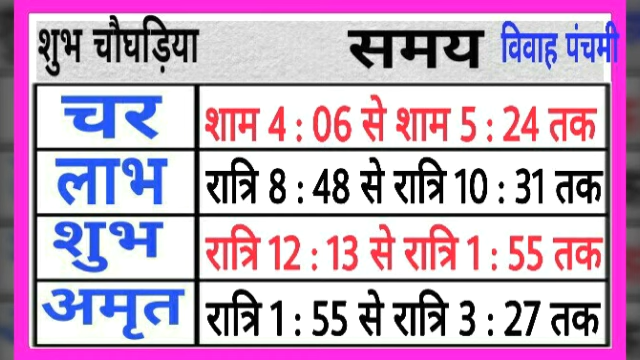 शुभ चौघड़िया समय विवाह पंचमी
चर शाम 4 : 06 से शाम 5 : 24 तक
लाभ रात्रि 8 : 48 से रात्रि 10 : 31 तक
शुभ रात्रि 12 : 13 से रात्रि 1 : 55 तक
अमृत रात्रि 1 : 55 से रात्रि 3 : 27 तक